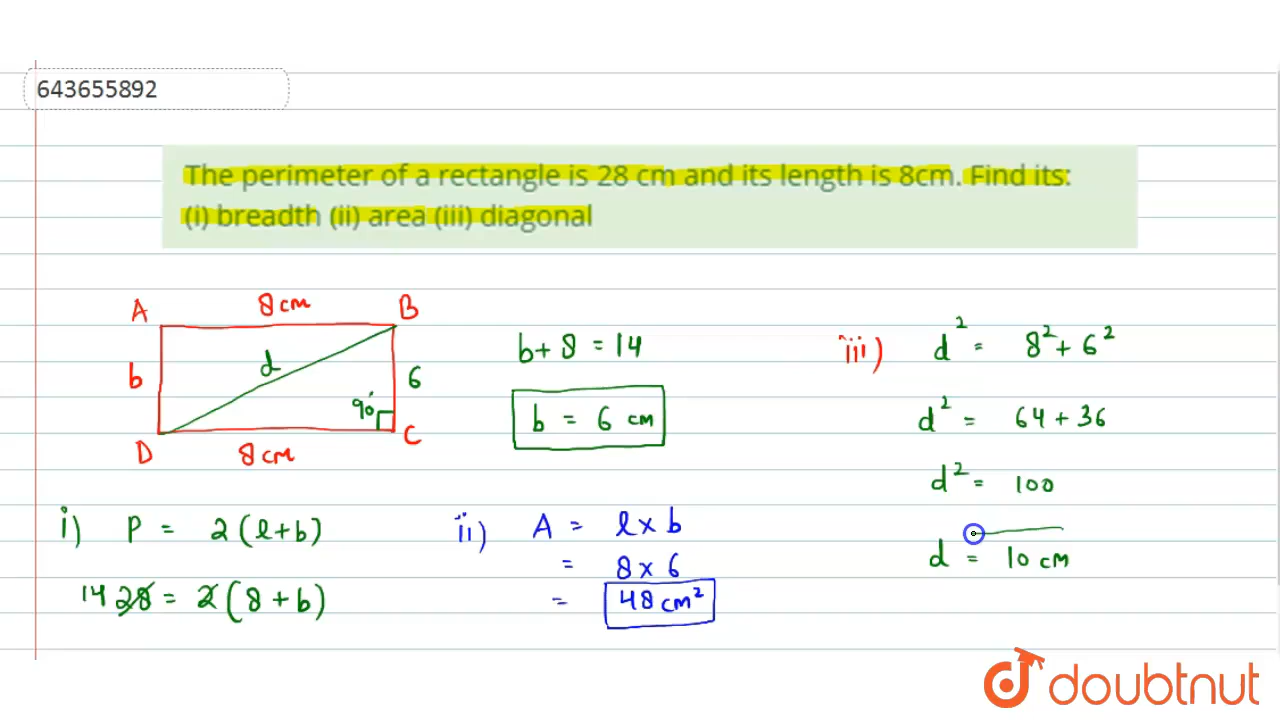 643655892
The perimeter of a rectangle is 28 cm and its length is 8cm. Find its:
(i) breadth (ii) area (iii) diagonal
A 8 cm B
b d 6
90°
D 8 cm C
i) P = 2(l+b)
14 28 = 2(8+b)
b+8 = 14
b = 6 cm
ii) A = l x b
= 8 x 6
= 48 cm²
iii) d² = 8² + 6²
d² = 64 + 36
d² = 100
d = 10 cm
doubtnut